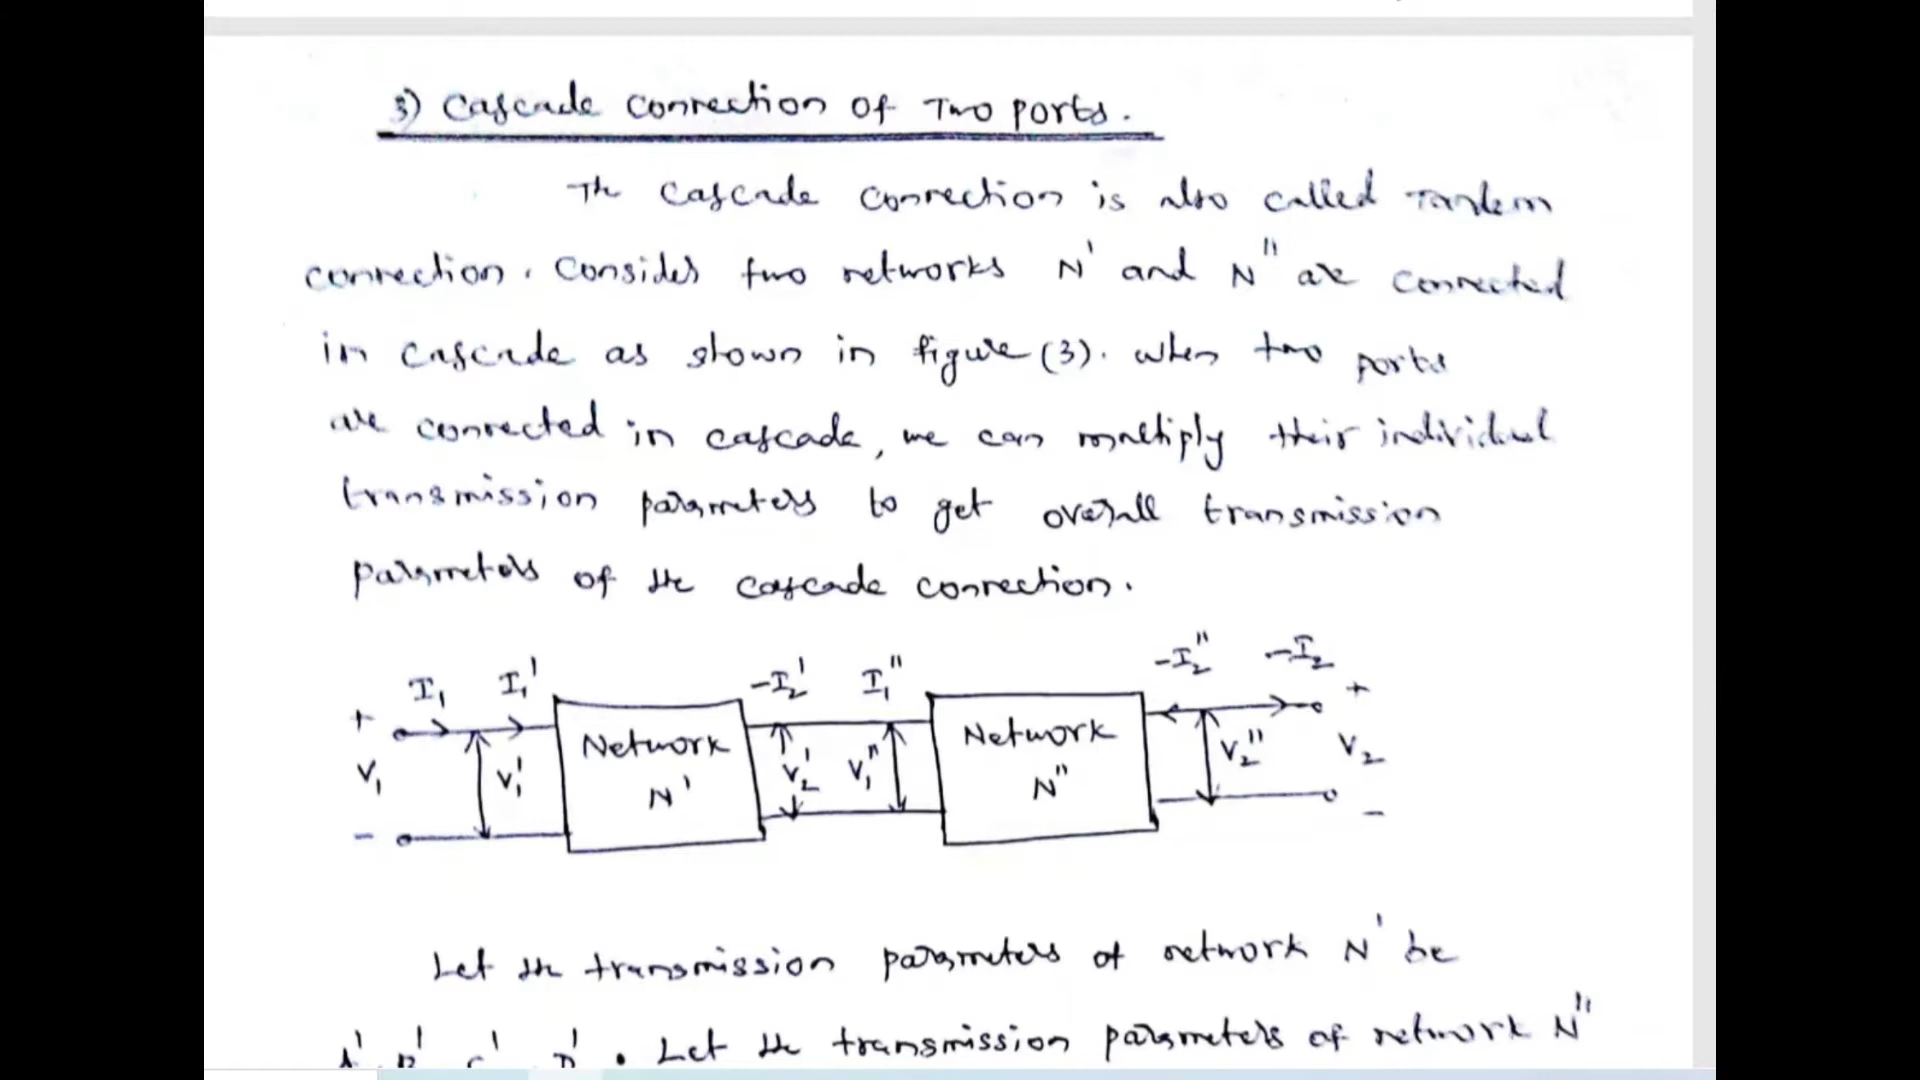 3) Cascade Connection of Two ports.
The Cascade Connection is also called Tandem
connection. Consider two networks N' and N" are connected
in cascade as shown in figure (3). When two ports
are connected in cascade, we can multiply their individual
transmission parameters to get overall transmission
parameters of the cascade connection.
I₁ I₁' -I₂' I₁" -I₂" -I₂
+ +
V₁ V₁' Network N' V₂' V₁" Network N" V₂" V₂
- -
Let the transmission parameters of network N' be
A' B' C' D'. Let the transmission parameters of network N"